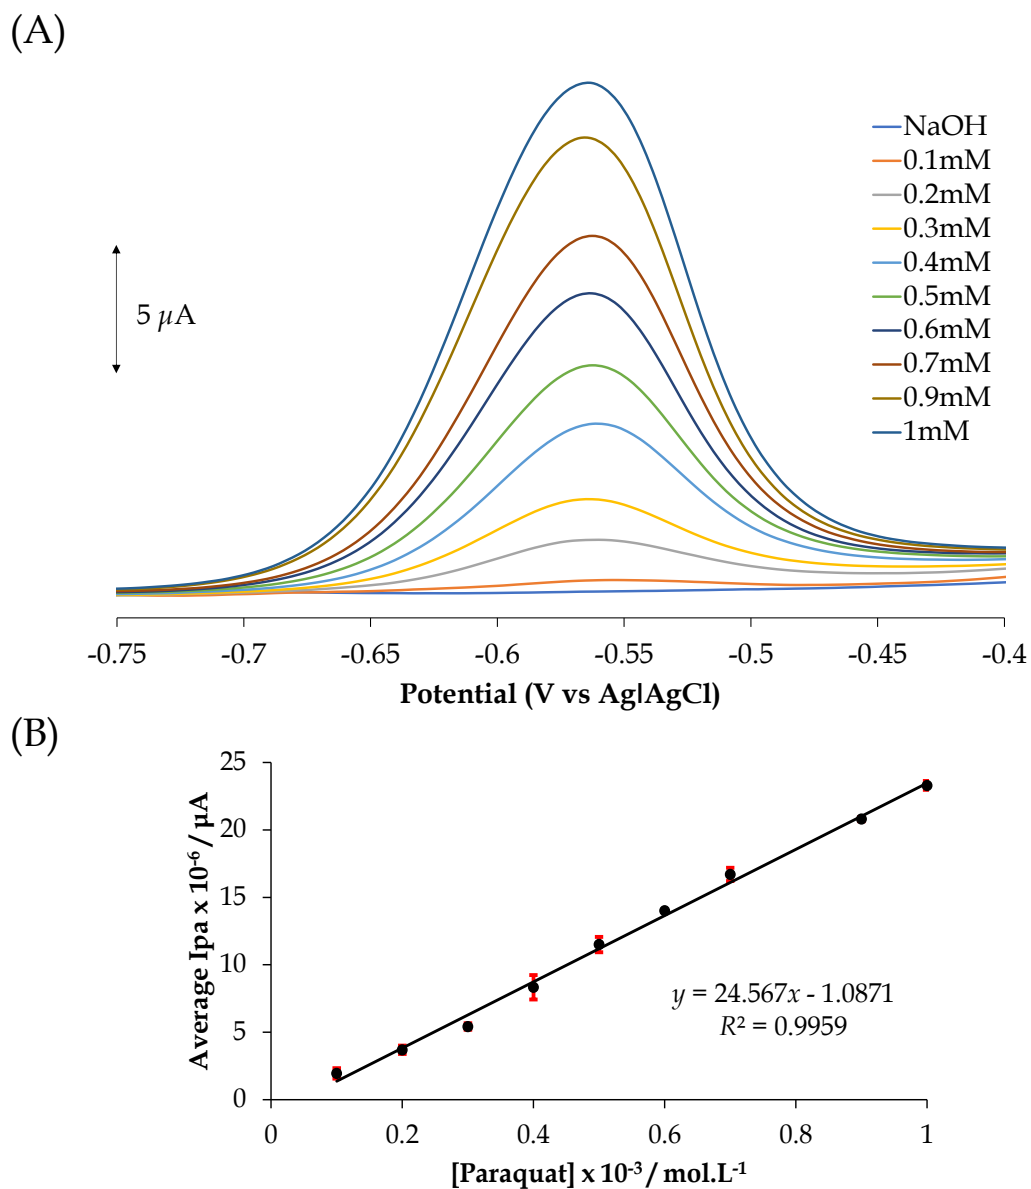 (A)
NaOH
0.1mM
0.2mM
0.3mM
0.4mM
0.5mM
0.6mM
0.7mM
0.9mM
1mM
5 µA
-0.75 -0.7 -0.65 -0.6 -0.55 -0.5 -0.45 -0.4
Potential (V vs Ag|AgCl)
(B)
Average Ipa x 10⁻⁶ / µA
25
20
15
10
5
0
y = 24.567x - 1.0871
R² = 0.9959
0 0.2 0.4 0.6 0.8 1
[Paraquat] x 10⁻³ / mol.L⁻¹